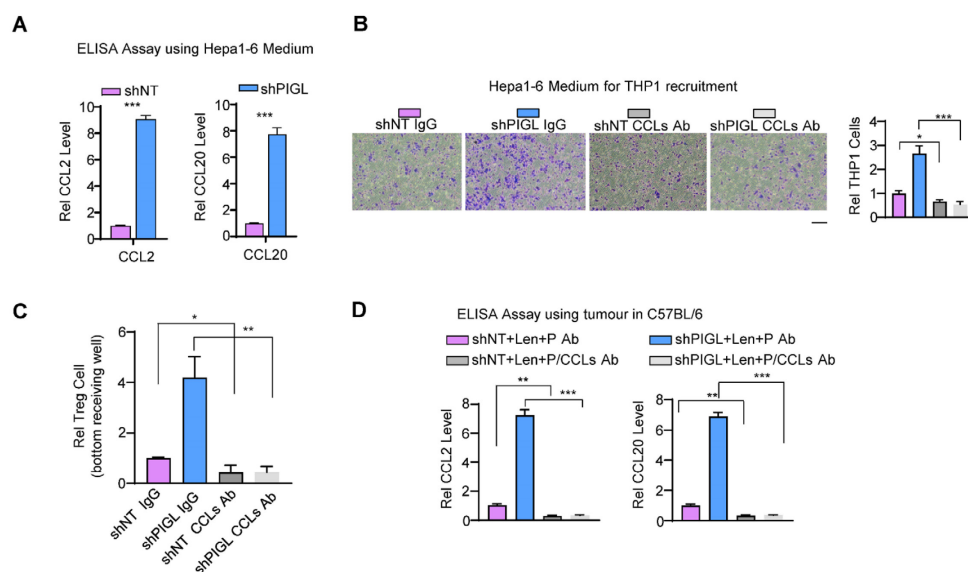 A
ELISA Assay using Hepa1-6 Medium
shNT
shPIGL
Rel CCL2 Level
10
8
6
4
2
0
***
CCL2
Rel CCL20 Level
10
8
6
4
2
0
***
CCL20
B
Hepa1-6 Medium for THP1 recruitment
shNT IgG
shPIGL IgG
shNT CCLs Ab
shPIGL CCLs Ab
Rel THP1 Cells
4
3
2
1
0
*
***
C
Rel Treg Cell
(bottom receiving well)
6
4
2
0
*
**
shNT IgG
shPIGL IgG
shNT CCLs Ab
shPIGL CCLs Ab
D
ELISA Assay using tumour in C57BL/6
shNT+Len+P Ab
shPIGL+Len+P Ab
shNT+Len+P/CCLs Ab
shPIGL+Len+P/CCLs Ab
Rel CCL2 Level
8
6
4
2
0
**
***
Rel CCL20 Level
8
6
4
2
0
**
***